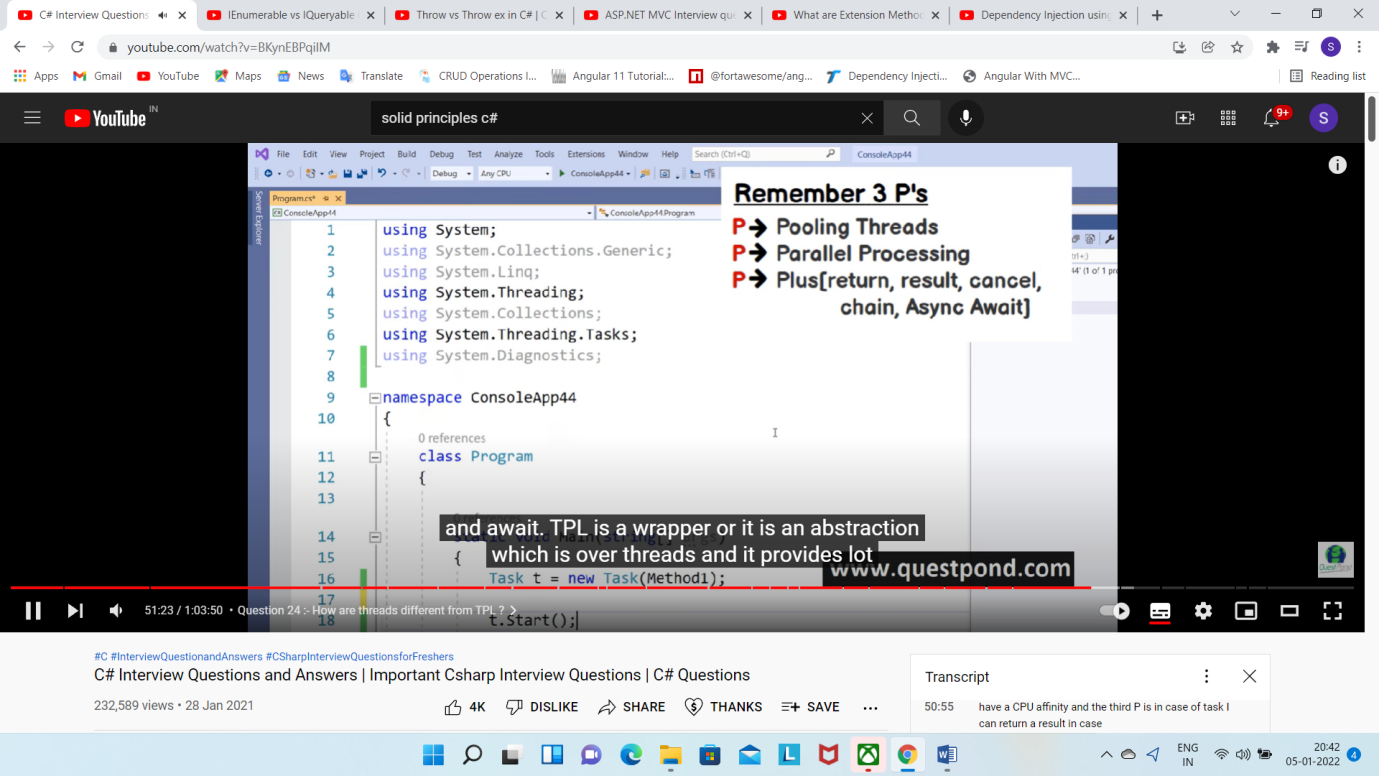 C# Interview Questions
IEnumerable vs IQueryable
Throw vs Throw ex in C# | C
ASP.NET MVC Interview que
What are Extension Metho
Dependency Injection using
youtube.com/watch?v=BKynEBPqiIM
S
Apps
Gmail
YouTube
Maps
News
Translate
CRUD Operations I...
Angular 11 Tutorial:...
@fortawesome/ang...
Dependency Injecti...
Angular With MVC...
Reading list
YouTube IN
solid principles c#
9+
S
File Edit View Project Build Debug Test Analyze Tools Extensions Window Help Search (Ctrl+Q) ConsoleApp44
Debug Any CPU ConsoleApp44
Server Explorer
Program.cs*
ConsoleApp44 ConsoleApp44.Program
Remember 3 P's
P Pooling Threads
P Parallel Processing
P Plus[return, result, cancel,
chain, Async Await]
1 using System;
2 using System.Collections.Generic;
3 using System.Linq;
4 using System.Threading;
5 using System.Collections;
6 using System.Threading.Tasks;
7 using System.Diagnostics;
8
9 namespace ConsoleApp44
10 {
0 references
11 class Program
12 {
13
14 static void Main(string[] args)
15 {
16 Task t = new Task(Method1);
17
18 t.Start();
and await. TPL is a wrapper or it is an abstraction
which is over threads and it provides lot
www.questpond.com
51:23 / 1:03:50 • Question 24 :- How are threads different from TPL ?
#C #InterviewQuestionandAnswers #CSharpInterviewQuestionsforFreshers
C# Interview Questions and Answers | Important Csharp Interview Questions | C# Questions
232,589 views • 28 Jan 2021
4K DISLIKE SHARE THANKS SAVE ...
Transcript
50:55 have a CPU affinity and the third P is in case of task I
can return a result in case
ENG
IN
20:42
05-01-2022
4